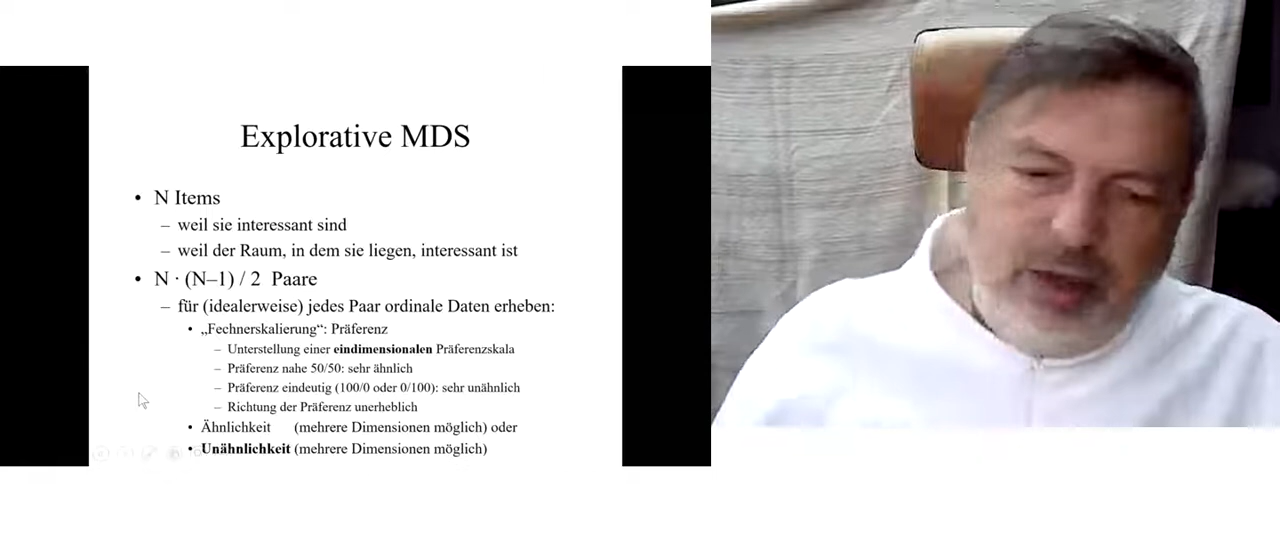 Explorative MDS
• N Items
– weil sie interessant sind
– weil der Raum, in dem sie liegen, interessant ist
• N · (N–1) / 2 Paare
– für (idealerweise) jedes Paar ordinale Daten erheben:
• „Fechnerskalierung“: Präferenz
– Unterstellung einer eindimensionalen Präferenzskala
– Präferenz nahe 50/50: sehr ähnlich
– Präferenz eindeutig (100/0 oder 0/100): sehr unähnlich
– Richtung der Präferenz unerheblich
• Ähnlichkeit (mehrere Dimensionen möglich) oder
• Unähnlichkeit (mehrere Dimensionen möglich)